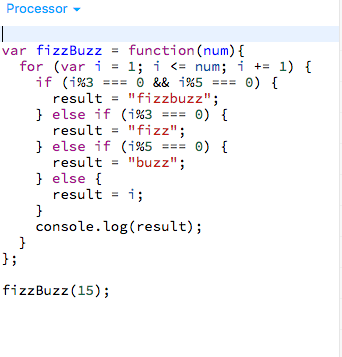 Processor
var fizzBuzz = function(num){
  for (var i = 1; i <= num; i += 1) {
    if (i%3 === 0 && i%5 === 0) {
      result = "fizzbuzz";
    } else if (i%3 === 0) {
      result = "fizz";
    } else if (i%5 === 0) {
      result = "buzz";
    } else {
      result = i;
    }
    console.log(result);
  }
};

fizzBuzz(15);